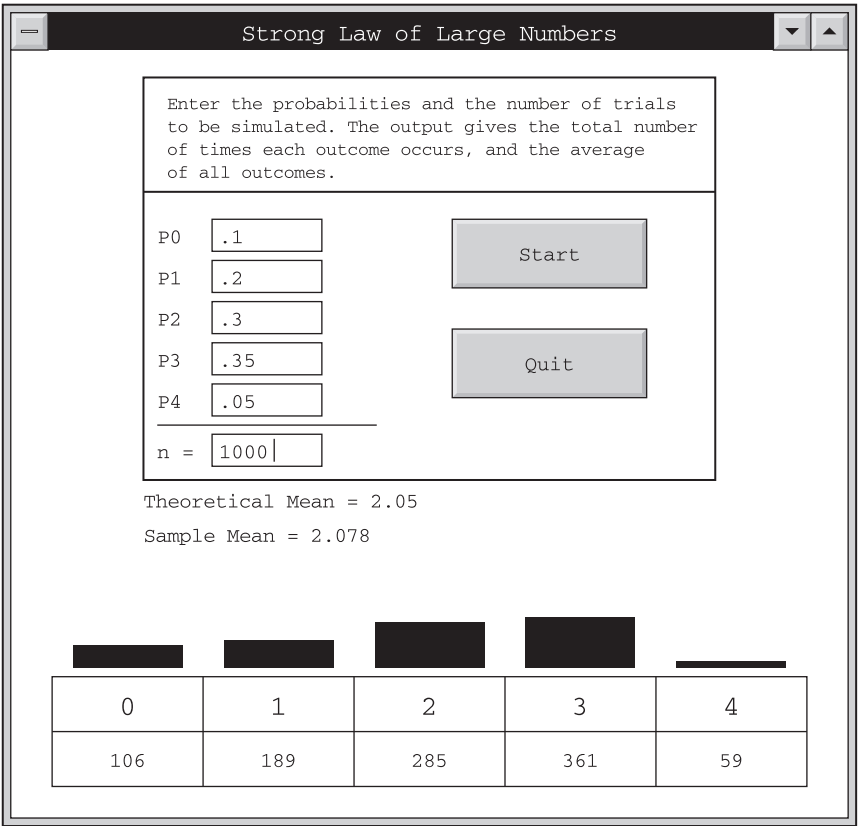 Strong Law of Large Numbers
Enter the probabilities and the number of trials
to be simulated. The output gives the total number
of times each outcome occurs, and the average
of all outcomes.
P0 .1
P1 .2
P2 .3
P3 .35
P4 .05
n = 1000
Start
Quit
Theoretical Mean = 2.05
Sample Mean = 2.078
0 1 2 3 4
106 189 285 361 59